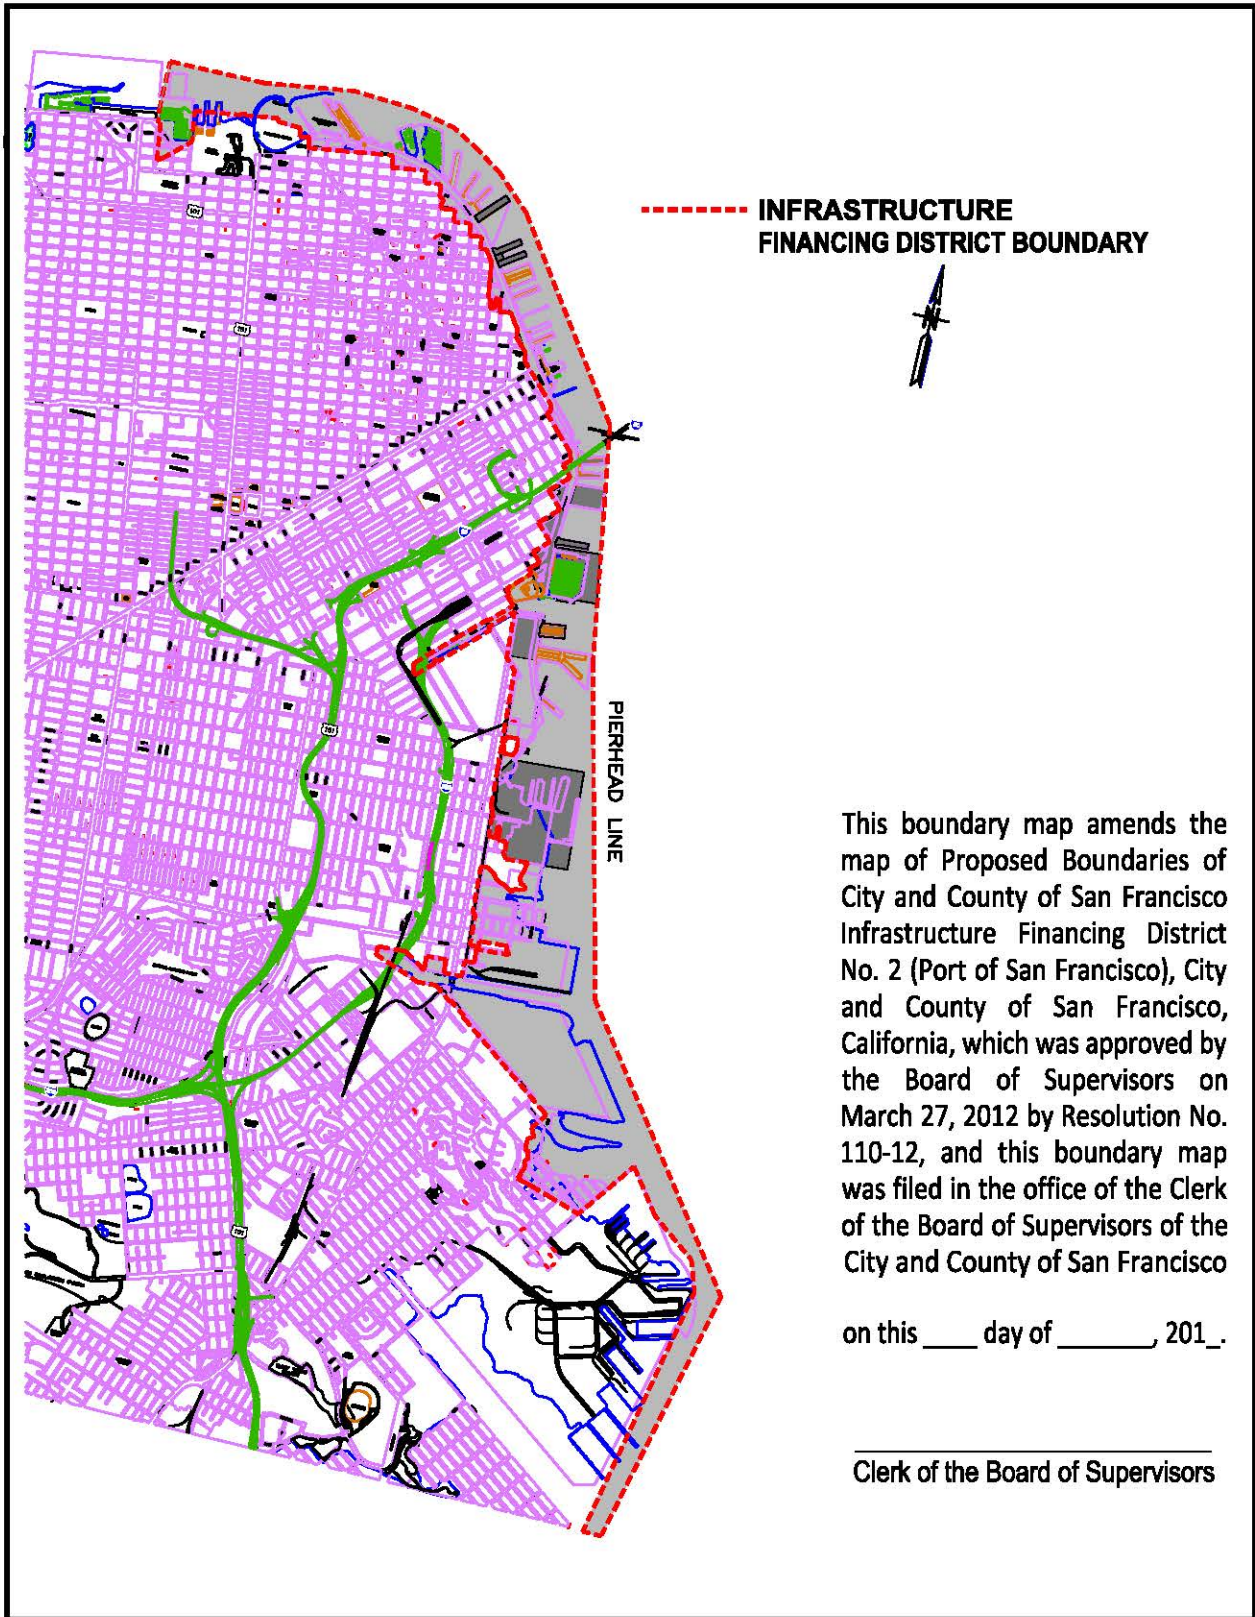 INFRASTRUCTURE
FINANCING DISTRICT BOUNDARY
101
101
PIERHEAD LINE
101
This boundary map amends the
map of Proposed Boundaries of
City and County of San Francisco
Infrastructure Financing District
No. 2 (Port of San Francisco), City
and County of San Francisco,
California, which was approved by
the Board of Supervisors on
March 27, 2012 by Resolution No.
110-12, and this boundary map
was filed in the office of the Clerk
of the Board of Supervisors of the
City and County of San Francisco
on this ____ day of _______, 201_.
101
Clerk of the Board of Supervisors